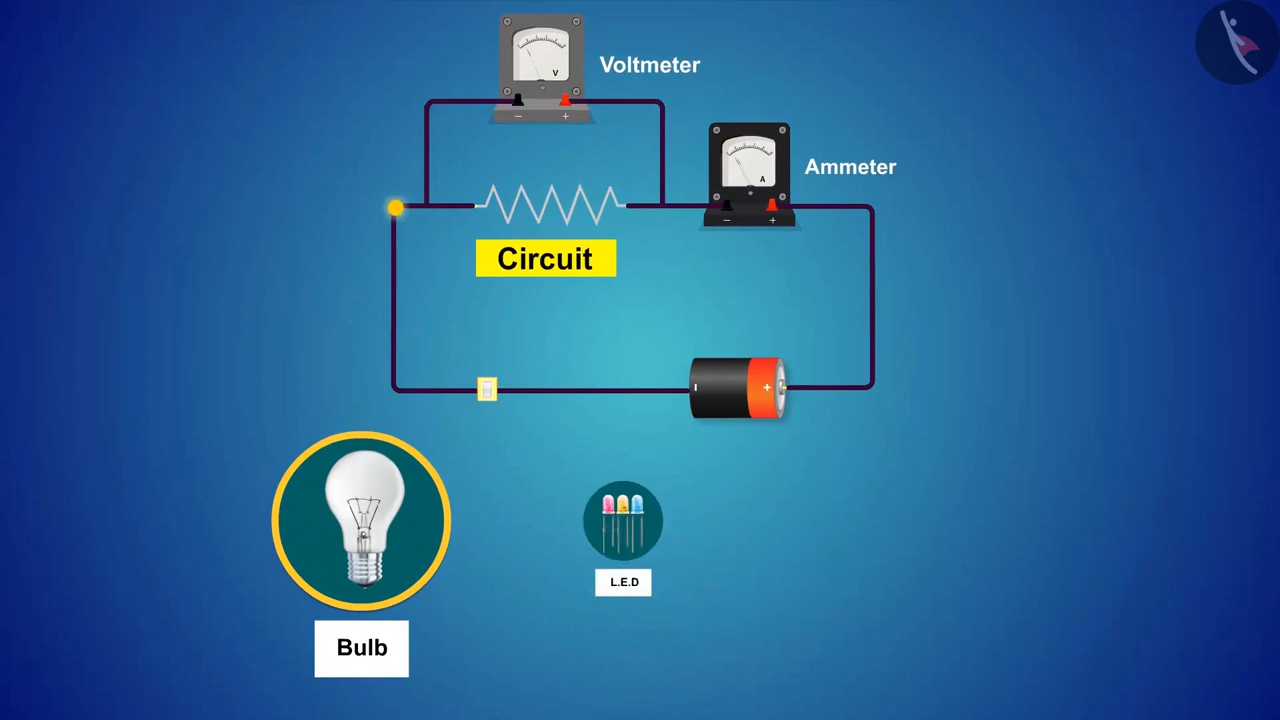 V
Voltmeter
− +
A
Ammeter
− +
Circuit
+
L.E.D
Bulb